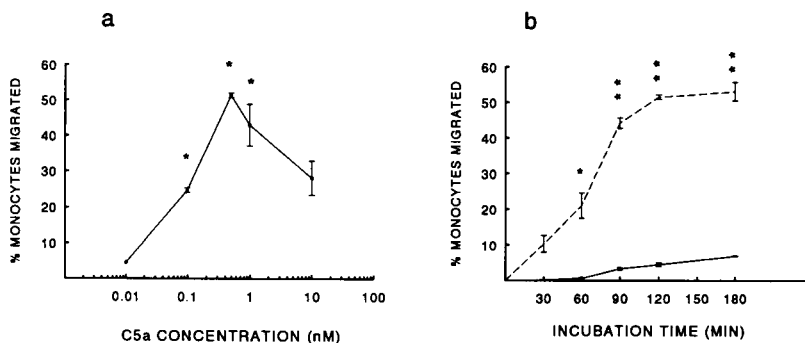 a
% MONOCYTES MIGRATED
60
50
40
30
20
10
*
*
*
0.01 0.1 1 10 100
C5a CONCENTRATION (nM)
b
% MONOCYTES MIGRATED
60
50
40
30
20
10
*
**
**
**
30 60 90 120 150 180
INCUBATION TIME (MIN)